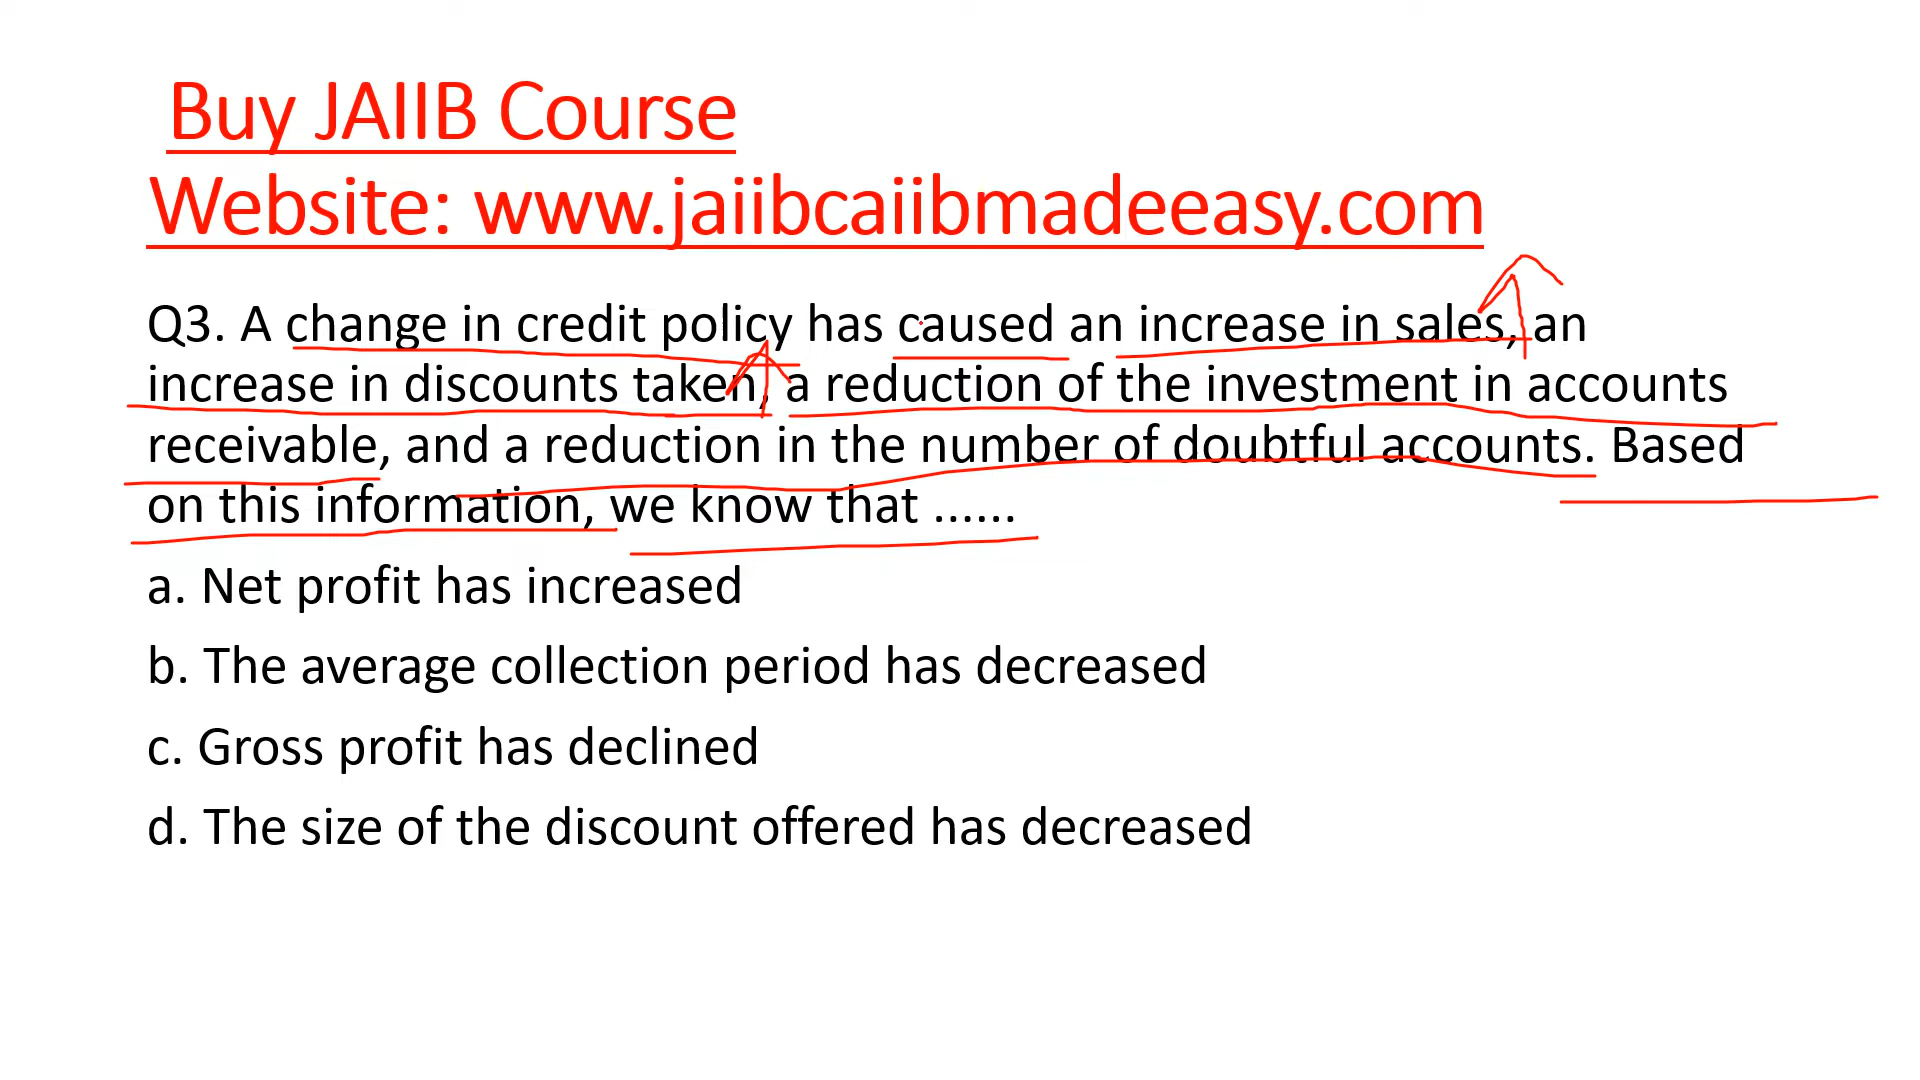 Buy JAIIB Course
Website: www.jaiibcaiibmadeeasy.com
Q3. A change in credit policy has caused an increase in sales, an
increase in discounts taken, a reduction of the investment in accounts
receivable, and a reduction in the number of doubtful accounts. Based
on this information, we know that ......
a. Net profit has increased
b. The average collection period has decreased
c. Gross profit has declined
d. The size of the discount offered has decreased